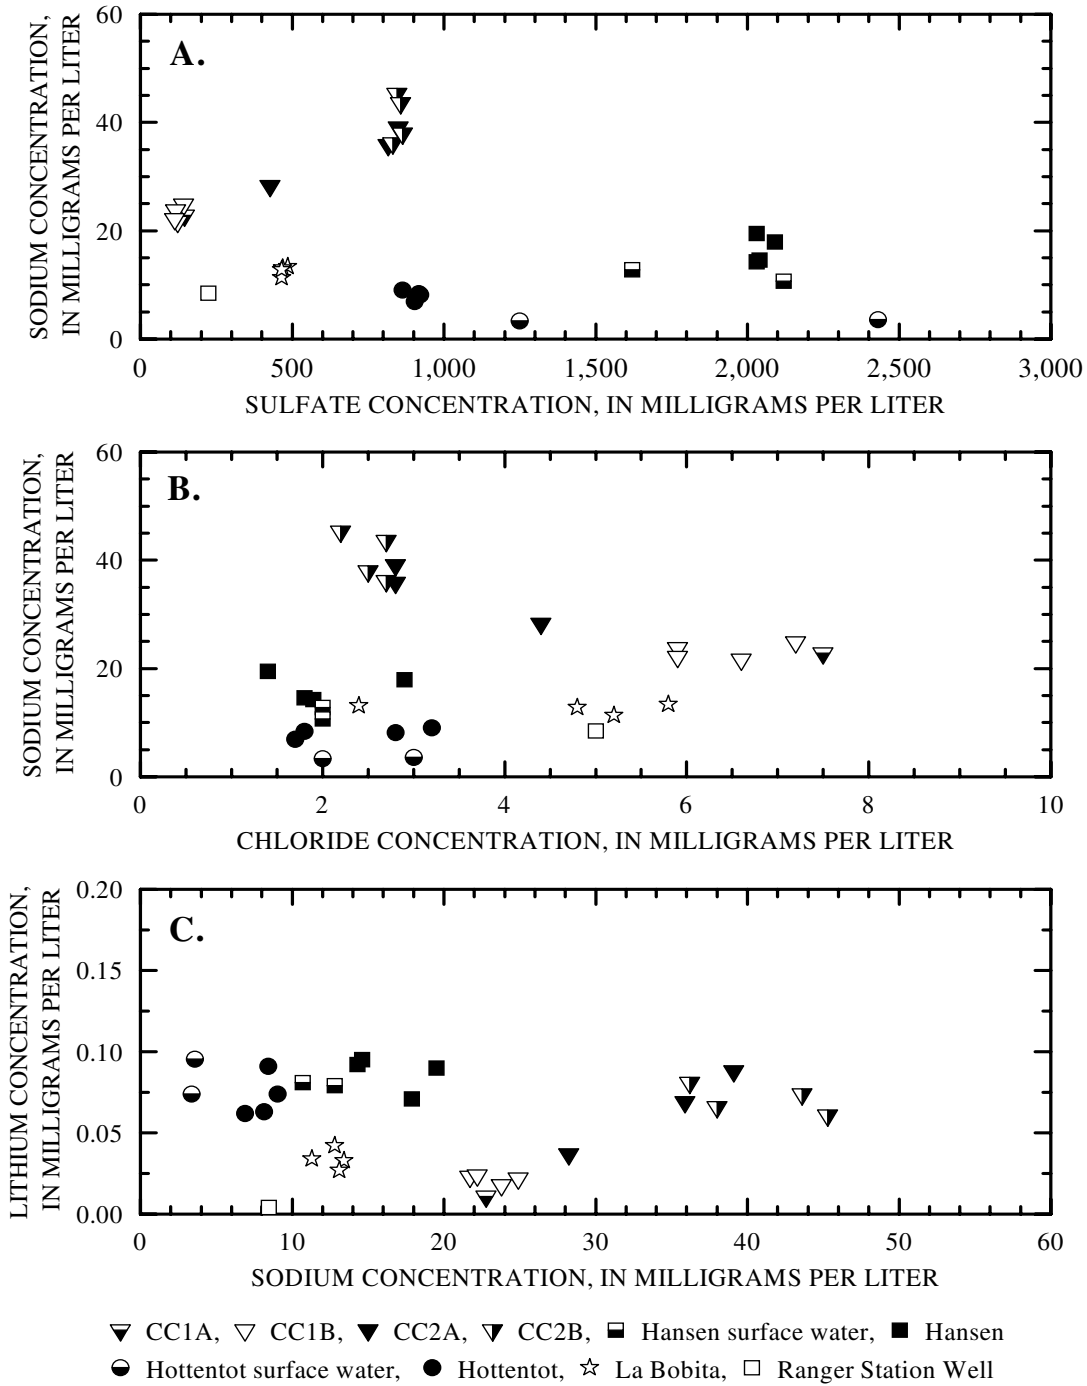 SODIUM CONCENTRATION,
IN MILLIGRAMS PER LITER
60
40
20
0
A.
0 500 1,000 1,500 2,000 2,500 3,000
SULFATE CONCENTRATION, IN MILLIGRAMS PER LITER
SODIUM CONCENTRATION,
IN MILLIGRAMS PER LITER
60
40
20
0
B.
0 2 4 6 8 10
CHLORIDE CONCENTRATION, IN MILLIGRAMS PER LITER
LITHIUM CONCENTRATION,
IN MILLIGRAMS PER LITER
0.20
0.15
0.10
0.05
0.00
C.
0 10 20 30 40 50 60
SODIUM CONCENTRATION, IN MILLIGRAMS PER LITER
CC1A, CC1B, CC2A, CC2B, Hansen surface water, Hansen
Hottentot surface water, Hottentot, La Bobita, Ranger Station Well